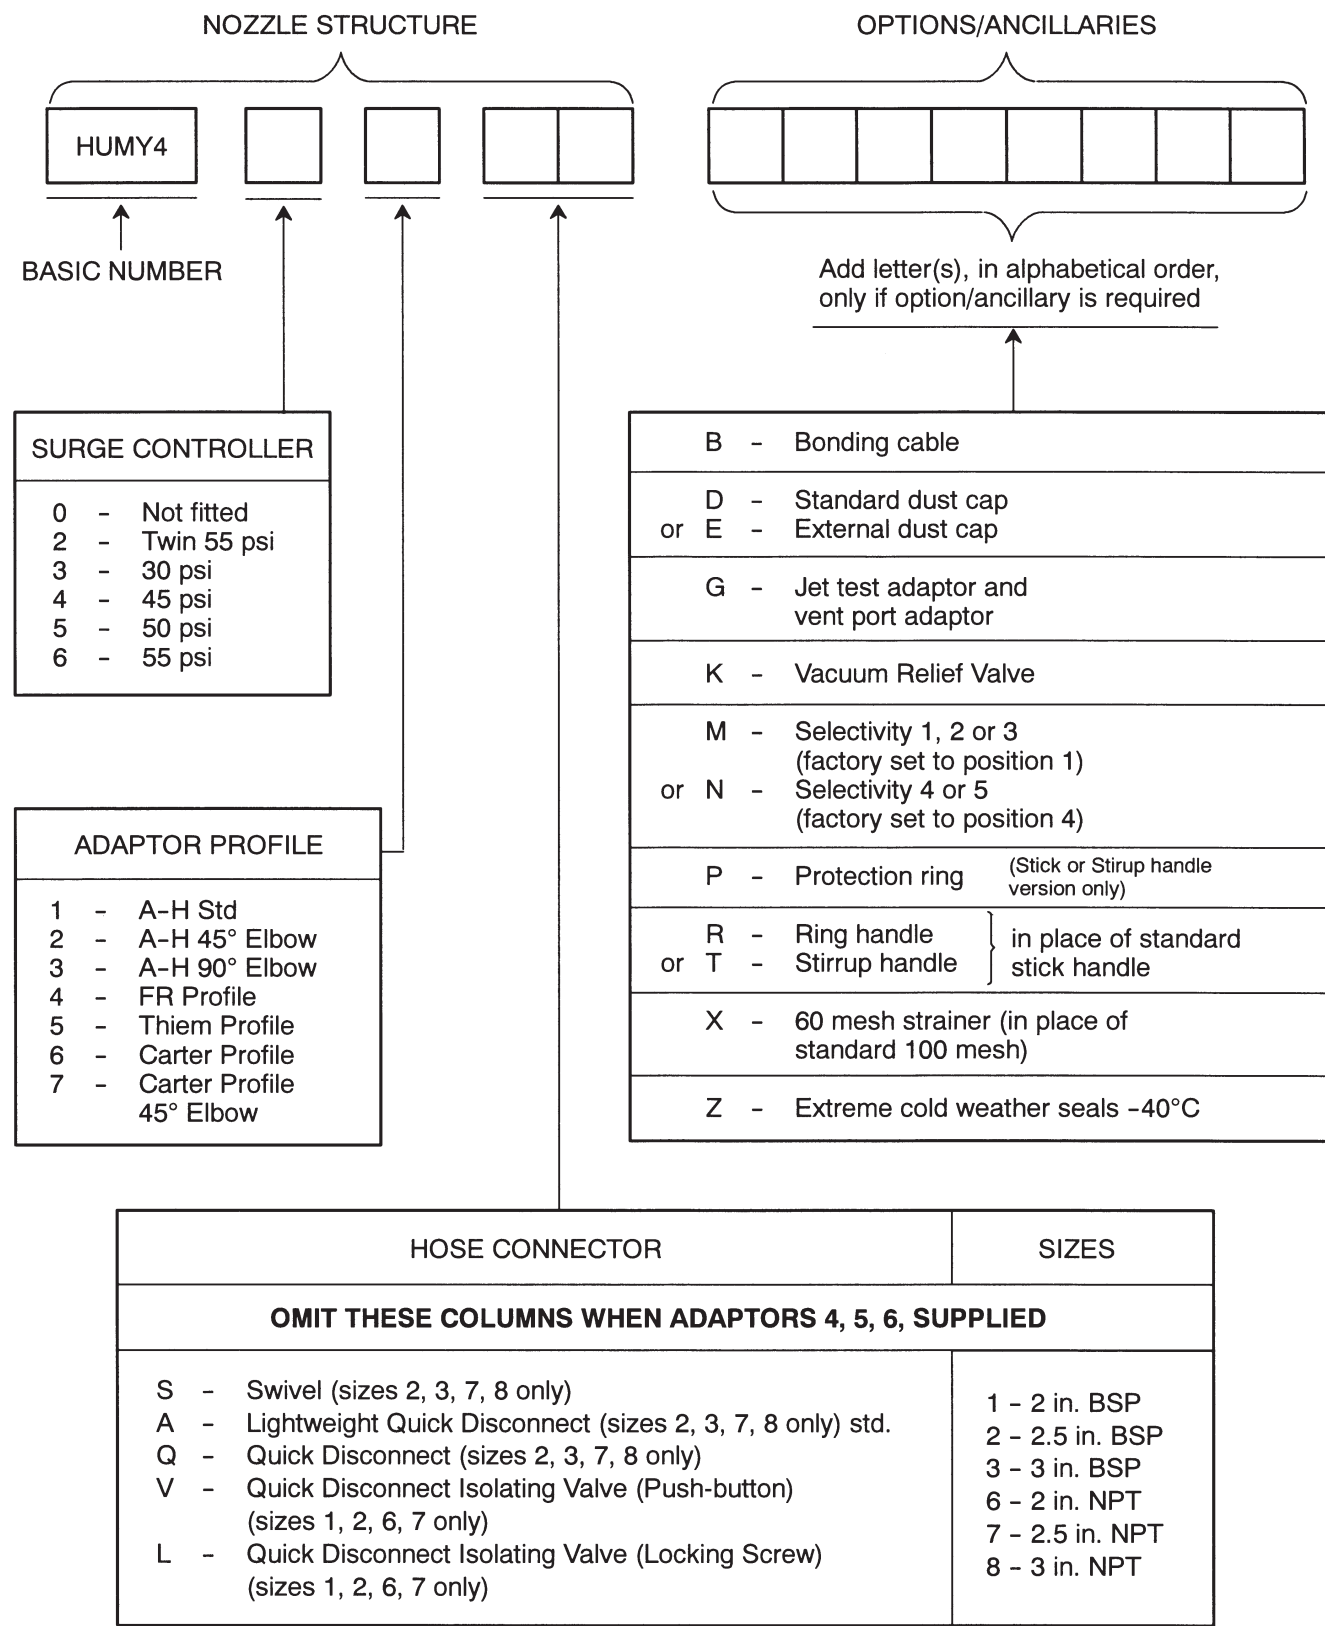 NOZZLE STRUCTURE
OPTIONS/ANCILLARIES
HUMY4
BASIC NUMBER
Add letter(s), in alphabetical order,
only if option/ancillary is required
SURGE CONTROLLER
0 - Not fitted
2 - Twin 55 psi
3 - 30 psi
4 - 45 psi
5 - 50 psi
6 - 55 psi
ADAPTOR PROFILE
1 - A-H Std
2 - A-H 45° Elbow
3 - A-H 90° Elbow
4 - FR Profile
5 - Thiem Profile
6 - Carter Profile
7 - Carter Profile
45° Elbow
B - Bonding cable
D - Standard dust cap
or E - External dust cap
G - Jet test adaptor and
vent port adaptor
K - Vacuum Relief Valve
M - Selectivity 1, 2 or 3
(factory set to position 1)
or N - Selectivity 4 or 5
(factory set to position 4)
P - Protection ring (Stick or Stirup handle
version only)
R - Ring handle
or T - Stirrup handle
in place of standard
stick handle
X - 60 mesh strainer (in place of
standard 100 mesh)
Z - Extreme cold weather seals -40°C
HOSE CONNECTOR
SIZES
OMIT THESE COLUMNS WHEN ADAPTORS 4, 5, 6, SUPPLIED
S - Swivel (sizes 2, 3, 7, 8 only)
A - Lightweight Quick Disconnect (sizes 2, 3, 7, 8 only) std.
Q - Quick Disconnect (sizes 2, 3, 7, 8 only)
V - Quick Disconnect Isolating Valve (Push-button)
(sizes 1, 2, 6, 7 only)
L - Quick Disconnect Isolating Valve (Locking Screw)
(sizes 1, 2, 6, 7 only)
1 - 2 in. BSP
2 - 2.5 in. BSP
3 - 3 in. BSP
6 - 2 in. NPT
7 - 2.5 in. NPT
8 - 3 in. NPT